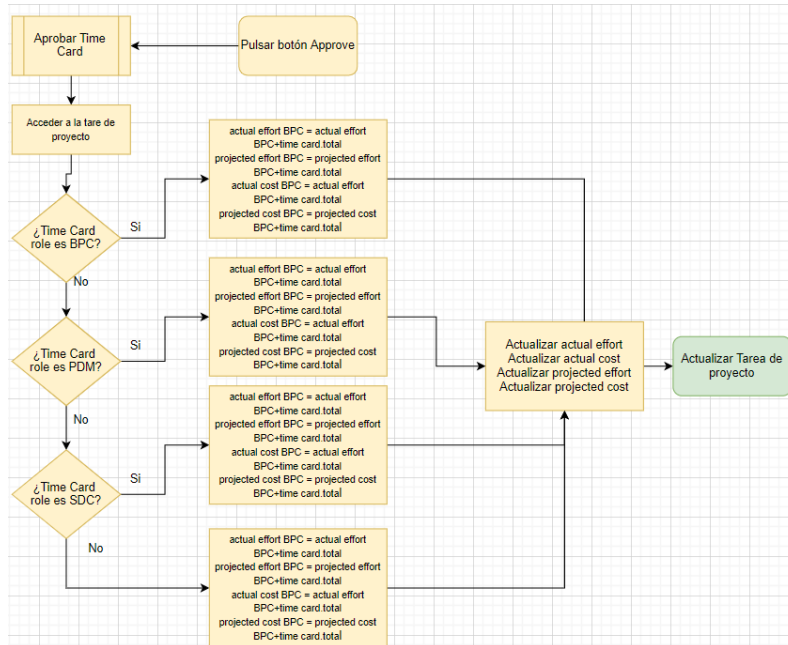 Aprobar Time
Card
Pulsar botón Approve
Acceder a la tare de
proyecto
actual effort BPC = actual effort
BPC+time card.total
projected effort BPC = projected effort
BPC+time card.total
actual cost BPC = actual effort
BPC+time card.total
projected cost BPC = projected cost
BPC+time card.total
¿Time Card
role es BPC?
Si
No
actual effort BPC = actual effort
BPC+time card.total
projected effort BPC = projected effort
BPC+time card.total
actual cost BPC = actual effort
BPC+time card.total
projected cost BPC = projected cost
BPC+time card.total
¿Time Card
role es PDM?
Si
No
Actualizar actual effort
Actualizar actual cost
Actualizar projected effort
Actualizar projected cost
Actualizar Tarea de
proyecto
actual effort BPC = actual effort
BPC+time card.total
projected effort BPC = projected effort
BPC+time card.total
actual cost BPC = actual effort
BPC+time card.total
projected cost BPC = projected cost
BPC+time card.total
¿Time Card
role es SDC?
Si
No
actual effort BPC = actual effort
BPC+time card.total
projected effort BPC = projected effort
BPC+time card.total
actual cost BPC = actual effort
BPC+time card.total
projected cost BPC = projected cost
BPC+time card.total